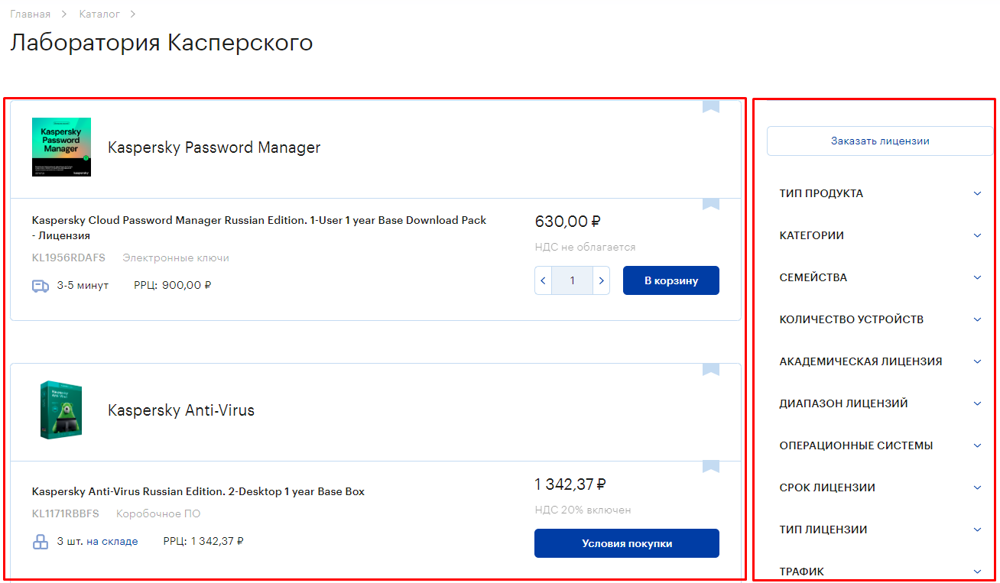 Главная > Каталог >
Лаборатория Касперского
Kaspersky
Password
Manager
kaspersky
Kaspersky Password Manager
Kaspersky Cloud Password Manager Russian Edition. 1-User 1 year Base Download Pack
- Лицензия
KL1956RDAFS Электронные ключи
3-5 минут РРЦ: 900,00 ₽
630,00 ₽
НДС не облагается
1
В корзину
Kaspersky Anti-Virus
Kaspersky Anti-Virus Russian Edition. 2-Desktop 1 year Base Box
KL1171RBBFS Коробочное ПО
3 шт. на складе РРЦ: 1 342,37 ₽
1 342,37 ₽
НДС 20% включен
Условия покупки
Заказать лицензии
ТИП ПРОДУКТА
КАТЕГОРИИ
СЕМЕЙСТВА
КОЛИЧЕСТВО УСТРОЙСТВ
АКАДЕМИЧЕСКАЯ ЛИЦЕНЗИЯ
ДИАПАЗОН ЛИЦЕНЗИЙ
ОПЕРАЦИОННЫЕ СИСТЕМЫ
СРОК ЛИЦЕНЗИИ
ТИП ЛИЦЕНЗИИ
ТРАФИК